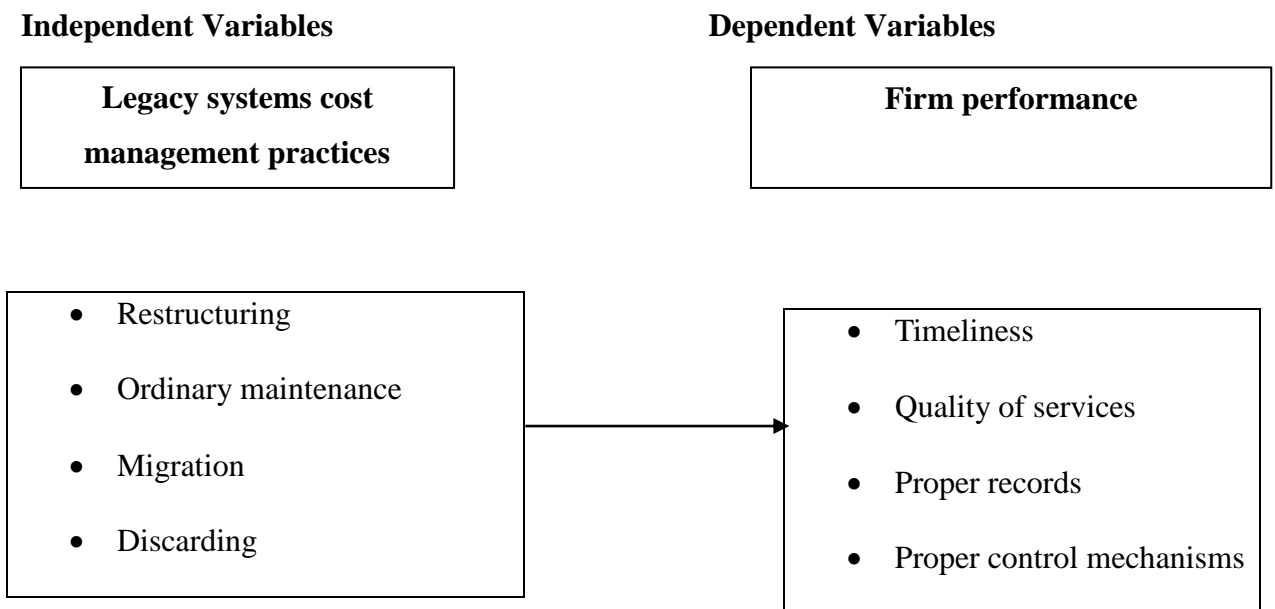 Independent Variables
Dependent Variables
Legacy systems cost
management practices
Firm performance
• Restructuring
• Ordinary maintenance
• Migration
• Discarding
• Timeliness
• Quality of services
• Proper records
• Proper control mechanisms